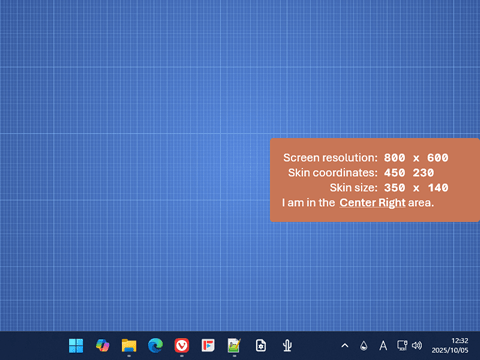 Screen resolution: 800 x 600
Skin coordinates: 450 230
Skin size: 350 x 140
I am in the Center Right area.
A
12:32
2025/10/05